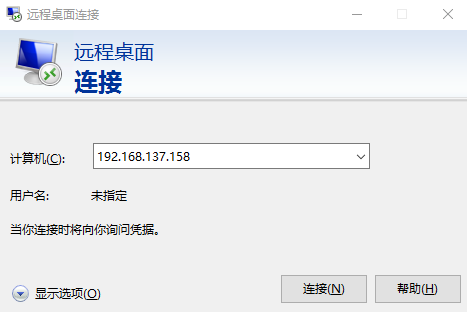 远程桌面连接
远程桌面
连接
计算机(C): 192.168.137.158
用户名: 未指定
当你连接时将向你询问凭据。
显示选项(O) 连接(N) 帮助(H)